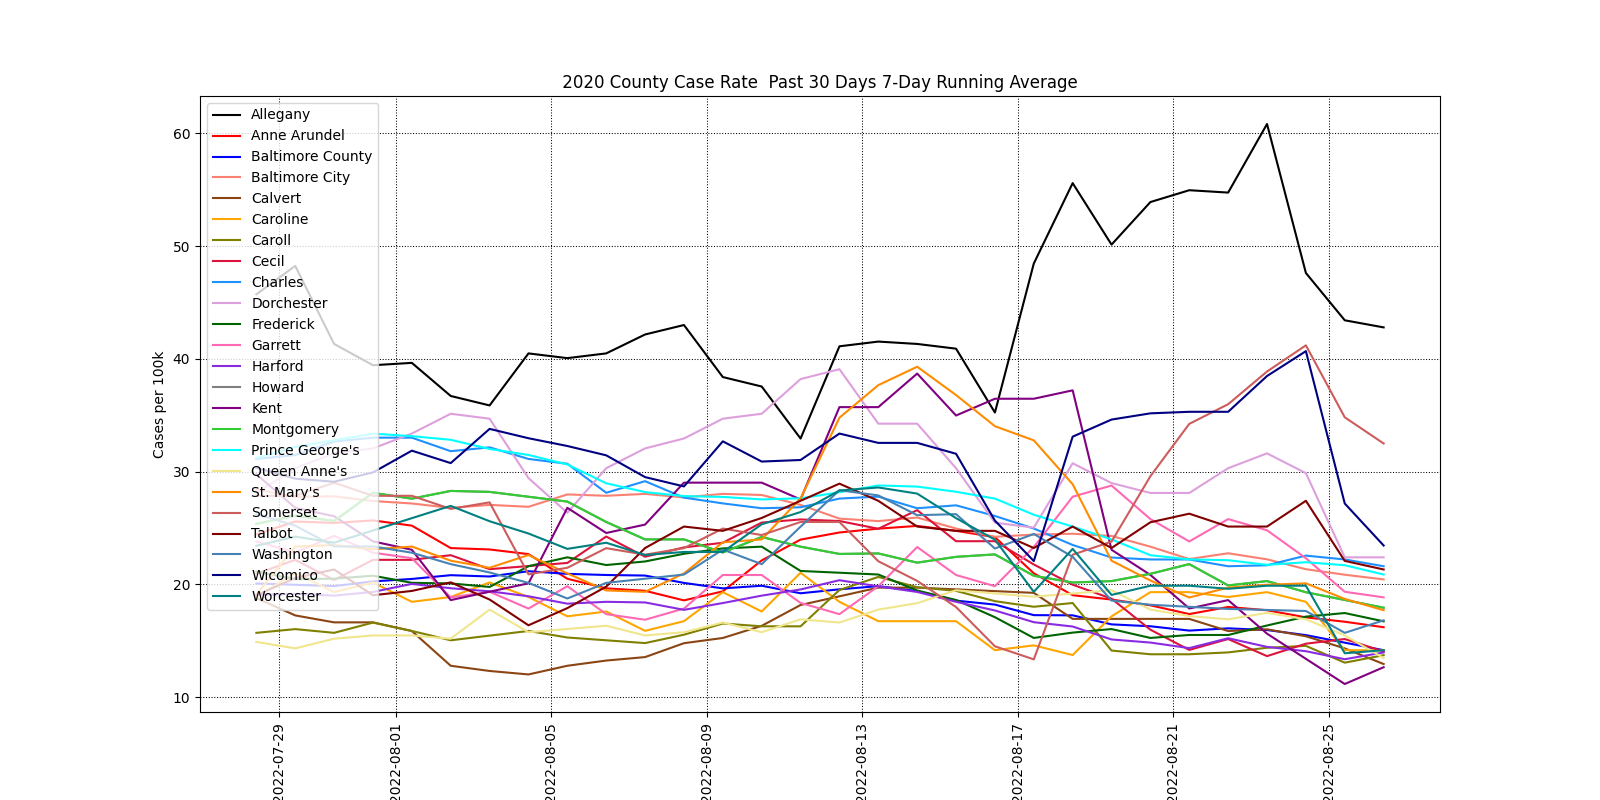 2020 County Case Rate  Past 30 Days 7-Day Running Average
Cases per 100k
60
50
40
30
20
10
Allegany
Anne Arundel
Baltimore County
Baltimore City
Calvert
Caroline
Caroll
Cecil
Charles
Dorchester
Frederick
Garrett
Harford
Howard
Kent
Montgomery
Prince George's
Queen Anne's
St. Mary's
Somerset
Talbot
Washington
Wicomico
Worcester
2022-07-29
2022-08-01
2022-08-05
2022-08-09
2022-08-13
2022-08-17
2022-08-21
2022-08-25